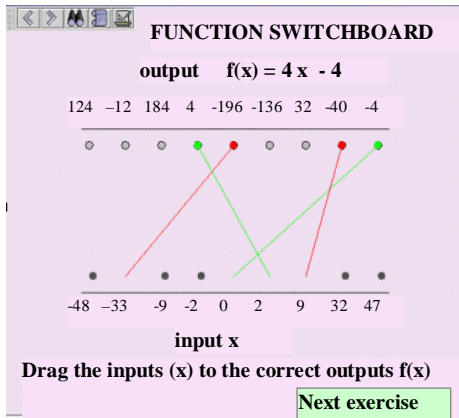 FUNCTION SWITCHBOARD
output f(x) = 4 x - 4
124 –12 184 4 -196 -136 32 -40 -4
-48 –33 -9 -2 0 2 9 32 47
input x
Drag the inputs (x) to the correct outputs f(x)
Next exercise